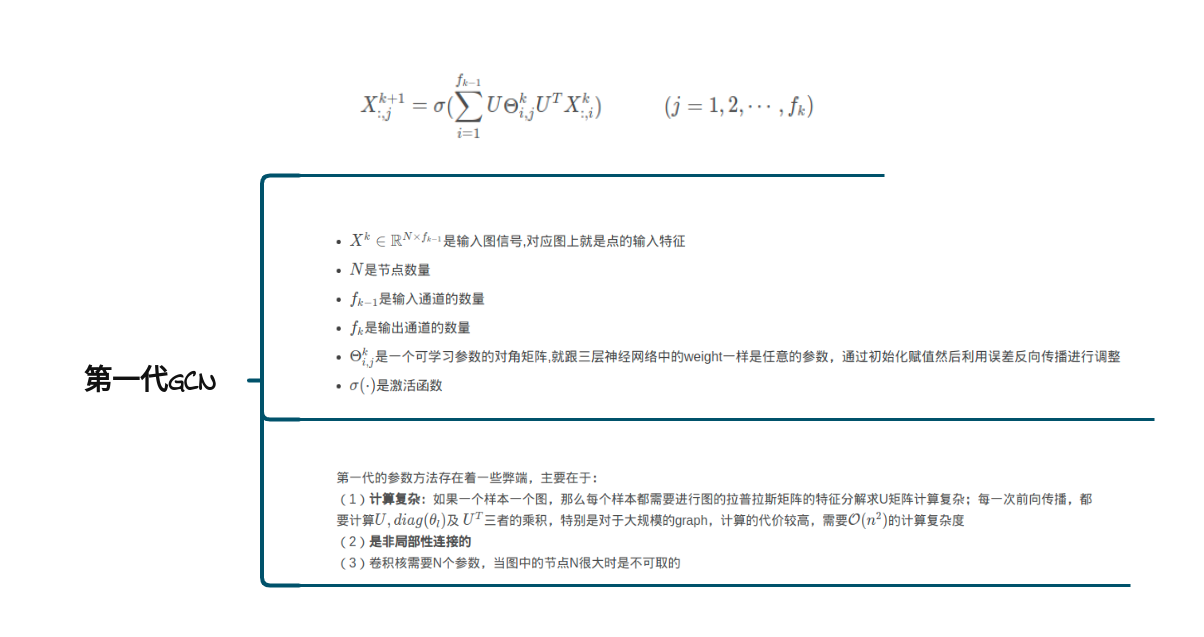 $X_{:,j}^{k+1} = \sigma(\sum_{i=1}^{f_{k-1}} U\Theta_{i,j}^{k}U^{T}X_{:,i}^{k})$ $(j = 1, 2, \cdots, f_k)$
• $X^{k} \in \mathbb{R}^{N \times f_{k-1}}$是输入图信号,对应图上就是点的输入特征
• $N$是节点数量
• $f_{k-1}$是输入通道的数量
• $f_k$是输出通道的数量
• $\Theta_{i,j}^{k}$是一个可学习参数的对角矩阵,就跟三层神经网络中的weight一样是任意的参数，通过初始化赋值然后利用误差反向传播进行调整
第一代GCN
• $\sigma(\cdot)$是激活函数
第一代的参数方法存在着一些弊端，主要在于：
（1）计算复杂：如果一个样本一个图，那么每个样本都需要进行图的拉普拉斯矩阵的特征分解求U矩阵计算复杂；每一次前向传播，都
要计算$U, diag(\theta_l)$及 $U^{T}$三者的乘积，特别是对于大规模的graph，计算的代价较高，需要$\mathcal{O}(n^2)$的计算复杂度
（2）是非局部性连接的
（3）卷积核需要N个参数，当图中的节点N很大时是不可取的